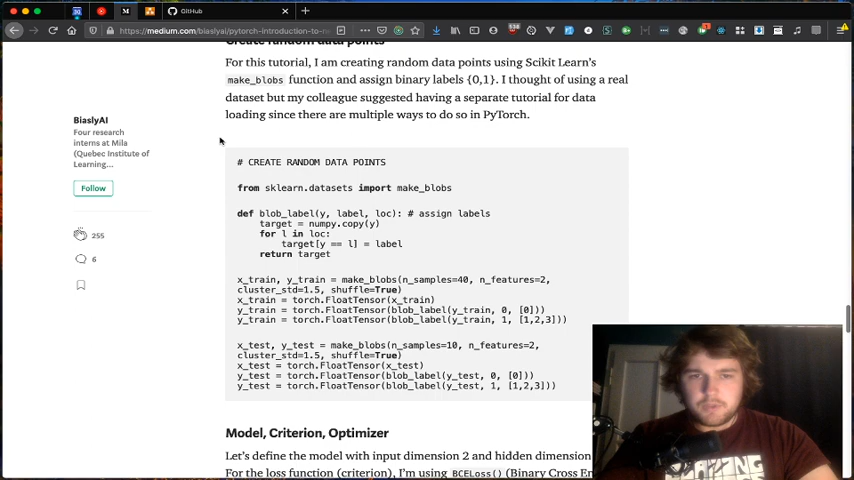 GitHub
https://medium.com/biaslyai/pytorch-introduction-to-ne
538
Create random data points
For this tutorial, I am creating random data points using Scikit Learn's
make_blobs function and assign binary labels {0,1}. I thought of using a real
dataset but my colleague suggested having a separate tutorial for data
loading since there are multiple ways to do so in PyTorch.
BiaslyAI
Four research
interns at Mila
(Quebec Institute of
Learning...
Follow
255
6
# CREATE RANDOM DATA POINTS
from sklearn.datasets import make_blobs
def blob_label(y, label, loc): # assign labels
target = numpy.copy(y)
for l in loc:
target[y == l] = label
return target
x_train, y_train = make_blobs(n_samples=40, n_features=2,
cluster_std=1.5, shuffle=True)
x_train = torch.FloatTensor(x_train)
y_train = torch.FloatTensor(blob_label(y_train, 0, [0]))
y_train = torch.FloatTensor(blob_label(y_train, 1, [1,2,3]))
x_test, y_test = make_blobs(n_samples=10, n_features=2,
cluster_std=1.5, shuffle=True)
x_test = torch.FloatTensor(x_test)
y_test = torch.FloatTensor(blob_label(y_test, 0, [0]))
y_test = torch.FloatTensor(blob_label(y_test, 1, [1,2,3]))
Model, Criterion, Optimizer
Let's define the model with input dimension 2 and hidden dimension
For the loss function (criterion), I'm using BCELoss() (Binary Cross En